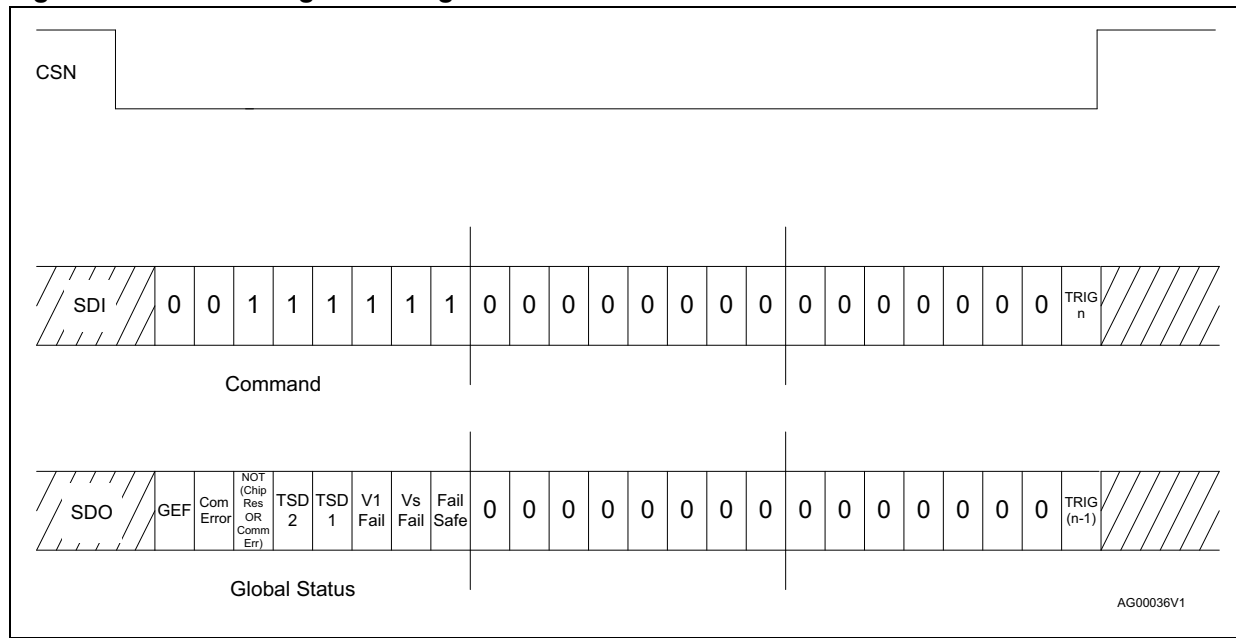 CSN
SDI 0 0 1 1 1 1 1 1 0 0 0 0 0 0 0 0 0 0 0 0 0 0 0 TRIG n
Command
SDO GEF Com Error NOT (Chip Res OR Comm Err) TSD 2 TSD 1 V1 Fail Vs Fail Fail Safe 0 0 0 0 0 0 0 0 0 0 0 0 0 0 0 TRIG (n-1)
Global Status
AG00036V1